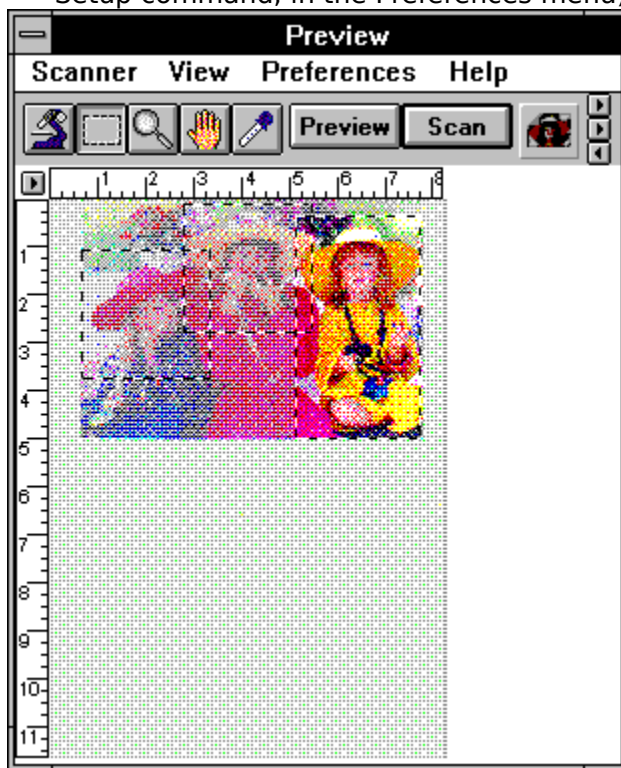 Setup command, in the Preferences menu,
Preview
Scanner View Preferences Help
Preview Scan
1 2 3 4 5 6 7 8
1
2
3
4
5
6
7
8
9
10
11